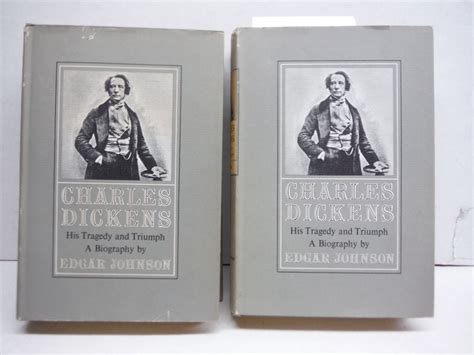 CHARLES
DICKENS
His Tragedy and Triumph
A Biography by
EDGAR JOHNSON
CHARLES
DICKENS
His Tragedy and Triumph
A Biography by
EDGAR JOHNSON